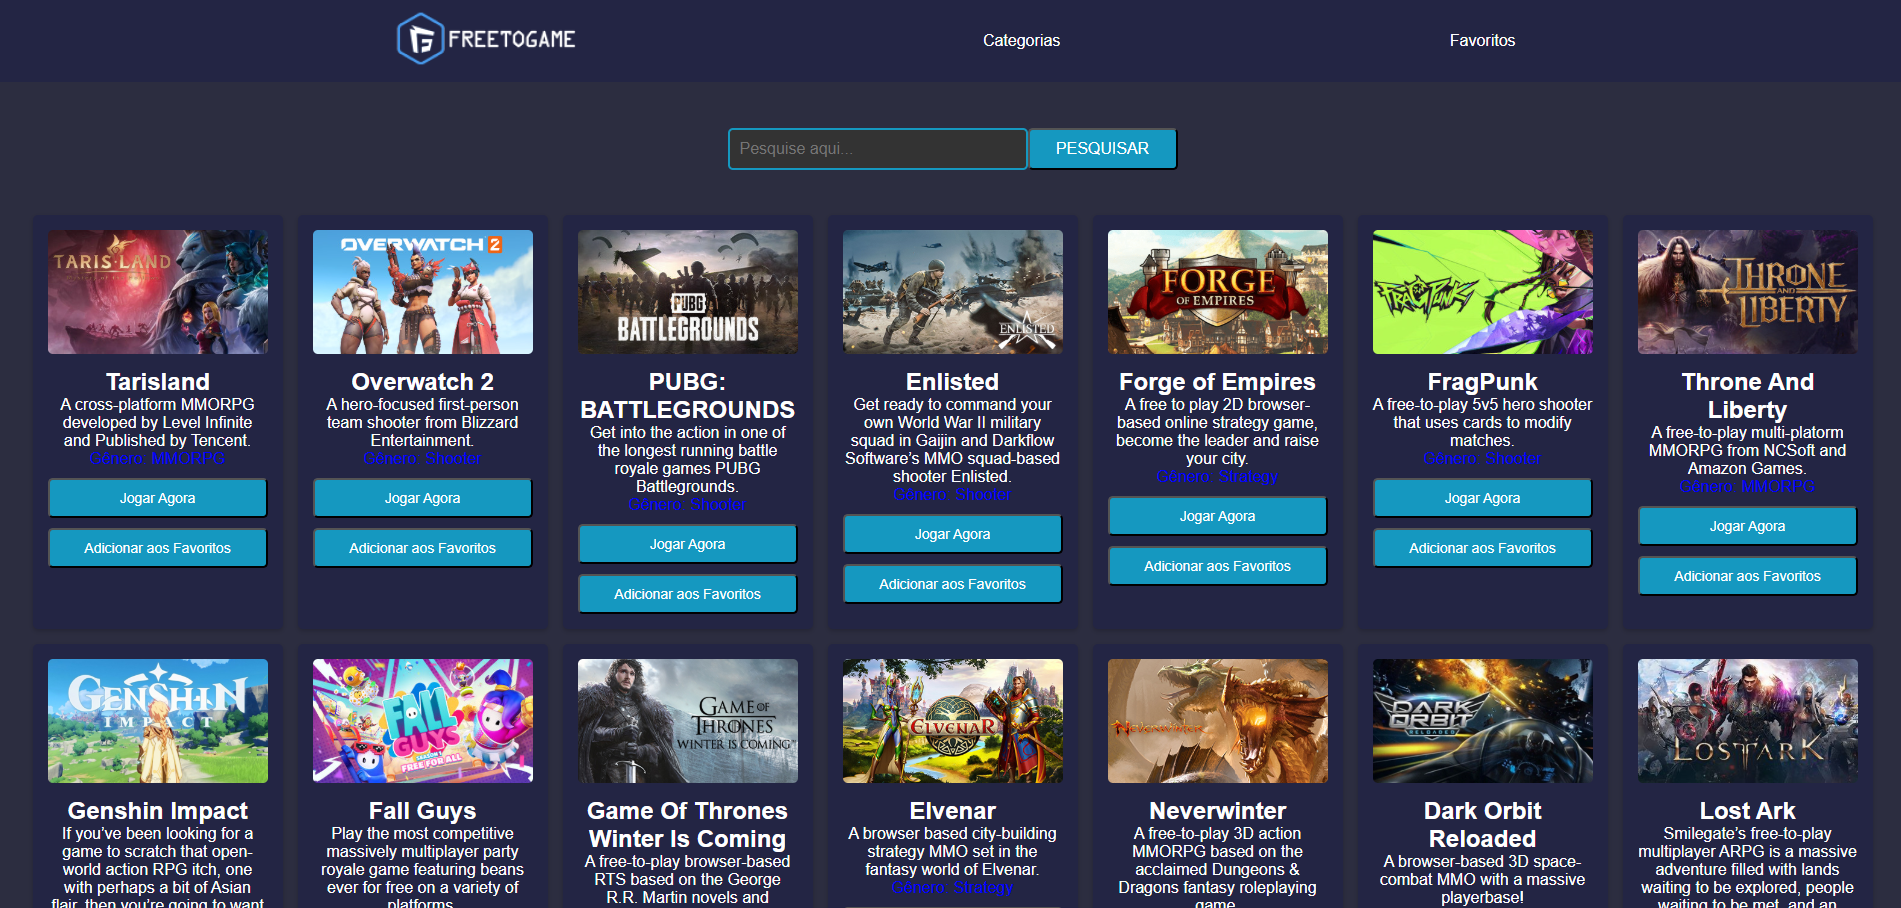 FREETOGAME
Categorias
Favoritos
Pesquise aqui...
PESQUISAR
TARISLAND
Tarisland
A cross-platform MMORPG
developed by Level Infinite
and Published by Tencent.
Gênero: MMORPG
Jogar Agora
Adicionar aos Favoritos
OVERWATCH 2
Overwatch 2
A hero-focused first-person
team shooter from Blizzard
Entertainment.
Gênero: Shooter
Jogar Agora
Adicionar aos Favoritos
PUBG
BATTLEGROUNDS
PUBG:
BATTLEGROUNDS
Get into the action in one of
the longest running battle
royale games PUBG
Battlegrounds.
Gênero: Shooter
Jogar Agora
Adicionar aos Favoritos
ENLISTED
Enlisted
Get ready to command your
own World War II military
squad in Gaijin and Darkflow
Software's MMO squad-based
shooter Enlisted.
Gênero: Shooter
Jogar Agora
Adicionar aos Favoritos
FORGE
OF EMPIRES
Forge of Empires
A free to play 2D browser-
based online strategy game,
become the leader and raise
your city.
Gênero: Strategy
Jogar Agora
Adicionar aos Favoritos
FRAGPUNK
FragPunk
A free-to-play 5v5 hero shooter
that uses cards to modify
matches.
Gênero: Shooter
Jogar Agora
Adicionar aos Favoritos
THRONE
AND
LIBERTY
Throne And
Liberty
A free-to-play multi-platorm
MMORPG from NCSoft and
Amazon Games.
Gênero: MMORPG
Jogar Agora
Adicionar aos Favoritos
GENSHIN
IMPACT
Genshin Impact
If you’ve been looking for a
game to scratch that open-
world action RPG itch, one
with perhaps a bit of Asian
flair, then you’re going to want
FALL
GUYS
FREE FOR ALL
Fall Guys
Play the most competitive
massively multiplayer party
royale game featuring beans
ever for free on a variety of
platforms.
GAME OF
THRONES
WINTER IS COMING
Game Of Thrones
Winter Is Coming
A free-to-play browser-based
RTS based on the George
R.R. Martin novels and
ELVENAR
Elvenar
A browser based city-building
strategy MMO set in the
fantasy world of Elvenar.
Gênero: Strategy
Neverwinter
Neverwinter
A free-to-play 3D action
MMORPG based on the
acclaimed Dungeons &
Dragons fantasy roleplaying
game.
DARK
ORBIT
RELOADED
Dark Orbit
Reloaded
A browser-based 3D space-
combat MMO with a massive
playerbase!
LOST ARK
Lost Ark
Smilegate’s free-to-play
multiplayer ARPG is a massive
adventure filled with lands
waiting to be explored, people
waiting to be met, and an